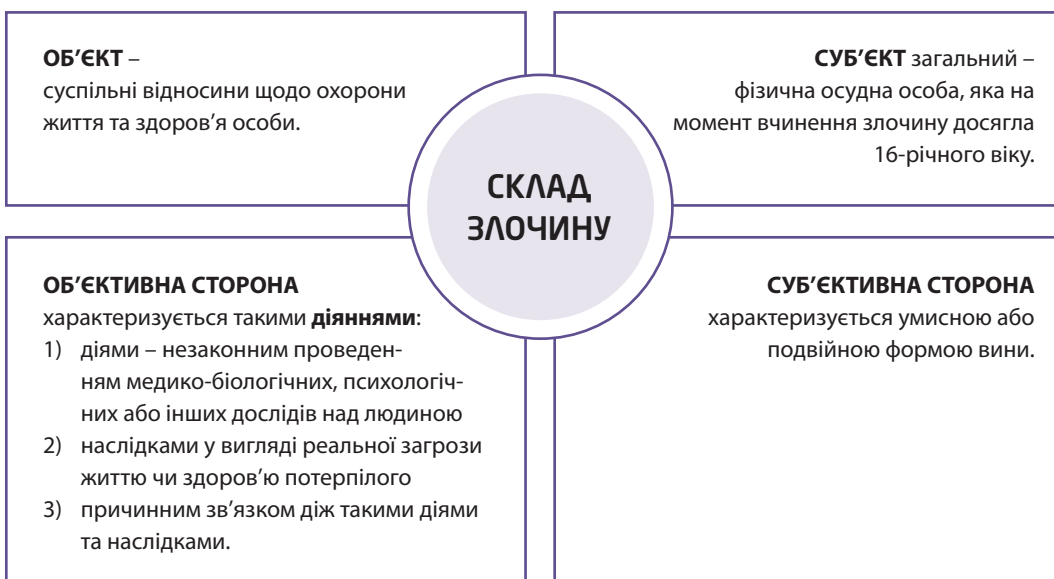 ОБ’ЄКТ –
суспільні відносини щодо охорони
життя та здоров’я особи.
СУБ’ЄКТ загальний –
фізична осудна особа, яка на
момент вчинення злочину досягла
16-річного віку.
СКЛАД
ЗЛОЧИНУ
ОБ’ЄКТИВНА СТОРОНА
характеризується такими діяннями:
1) діями – незаконним проведен-
ням медико-біологічних, психологіч-
них або інших дослідів над людиною
2) наслідками у вигляді реальної загрози
життю чи здоров’ю потерпілого
3) причинним зв’язком діж такими діями
та наслідками.
СУБ’ЄКТИВНА СТОРОНА
характеризується умисною або
подвійною формою вини.